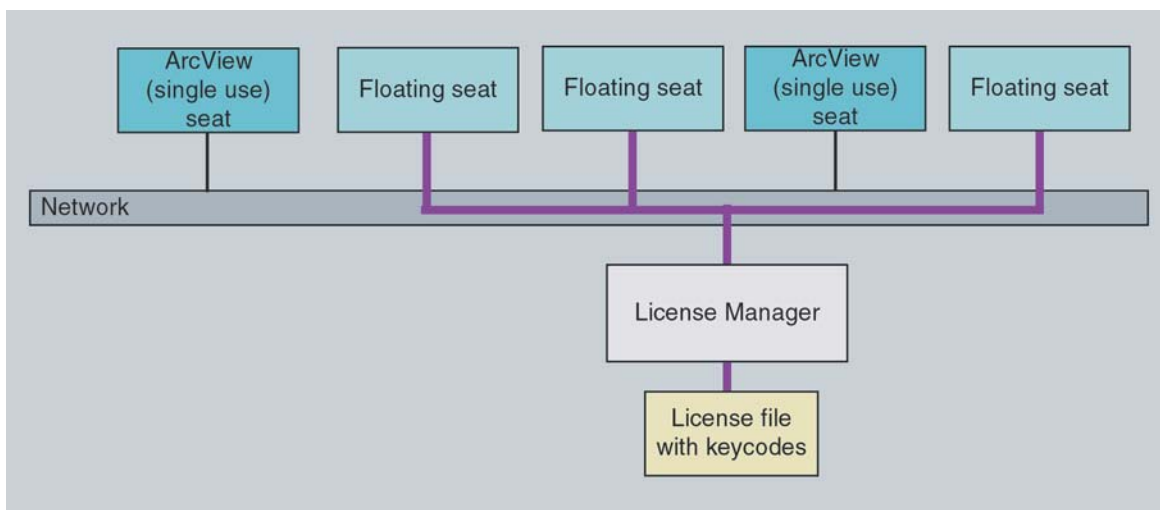 ArcView
(single use)
seat
Floating seat
Floating seat
ArcView
(single use)
seat
Floating seat
Network
License Manager
License file
with keycodes